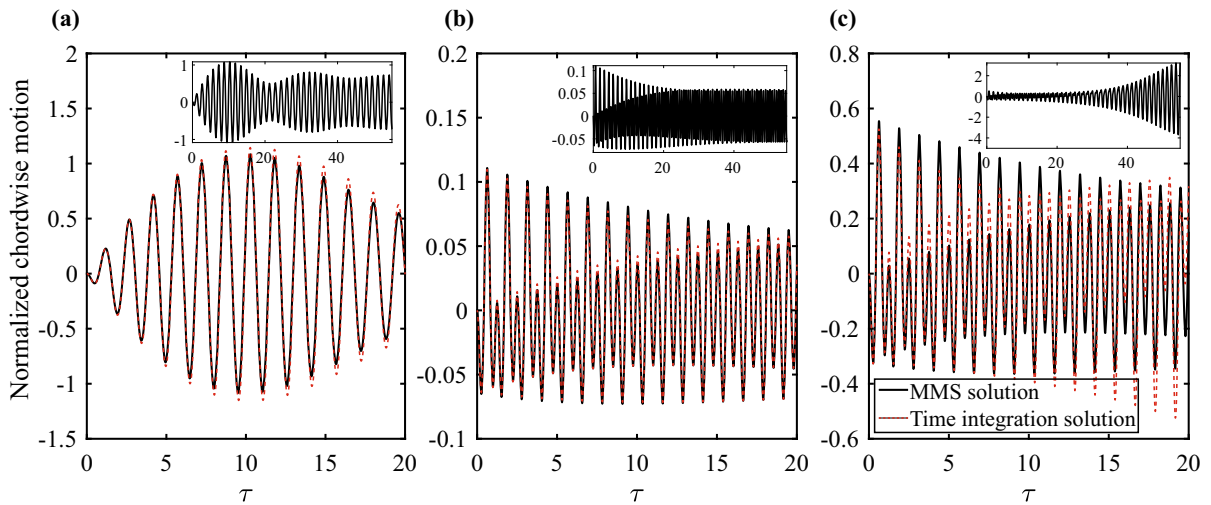 (a)
(b)
(c)
Normalized chordwise motion
2
1.5
1
0.5
0
-0.5
-1
-1.5
0 5 10 15 20
τ
1
0
-1
0 20 40
0.2
0.15
0.1
0.05
0
-0.05
-0.1
0 5 10 15 20
τ
0.1
0.05
0
-0.05
0 20 40
0.8
0.6
0.4
0.2
0
-0.2
-0.4
-0.6
0 5 10 15 20
τ
2
0
-2
-4
0 20 40
MMS solution
Time integration solution